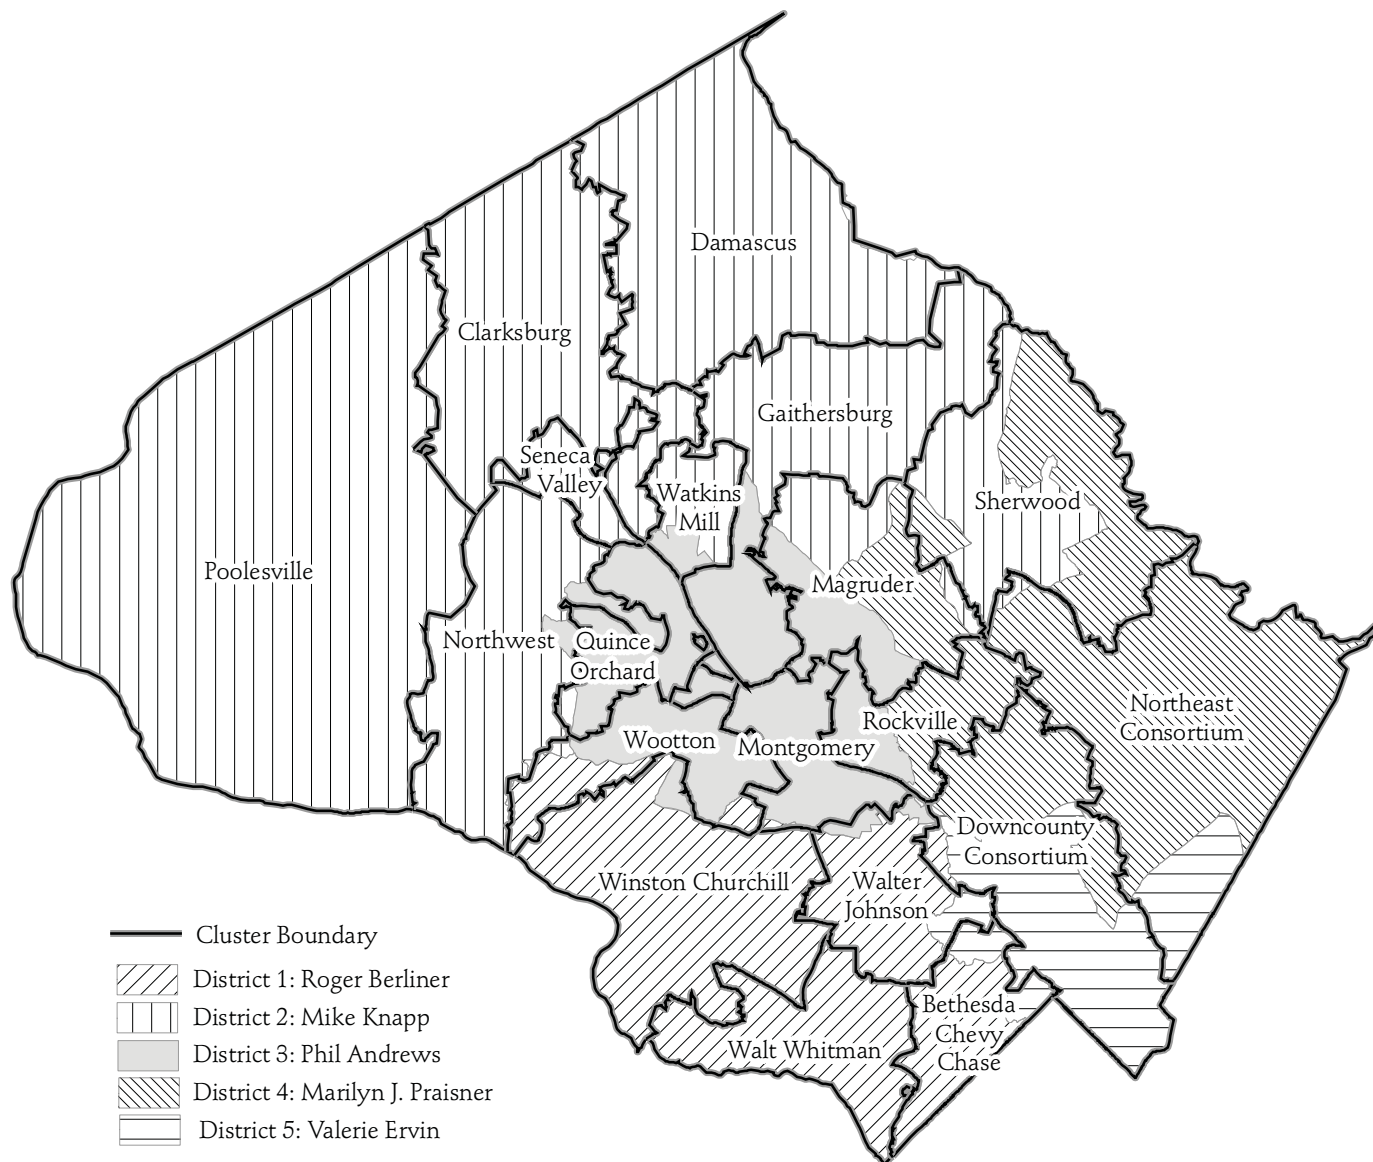 Damascus
Clarksburg
Gaithersburg
Seneca
Valley
Watkins
Mill
Sherwood
Poolesville
Magruder
Northwest
Quince
Orchard
Northeast
Consortium
Rockville
Wootton
Montgomery
Downcounty
Consortium
Winston Churchill
Walter
Johnson
Bethesda
Chevy
Chase
Walt Whitman
Cluster Boundary
District 1: Roger Berliner
District 2: Mike Knapp
District 3: Phil Andrews
District 4: Marilyn J. Praisner
District 5: Valerie Ervin